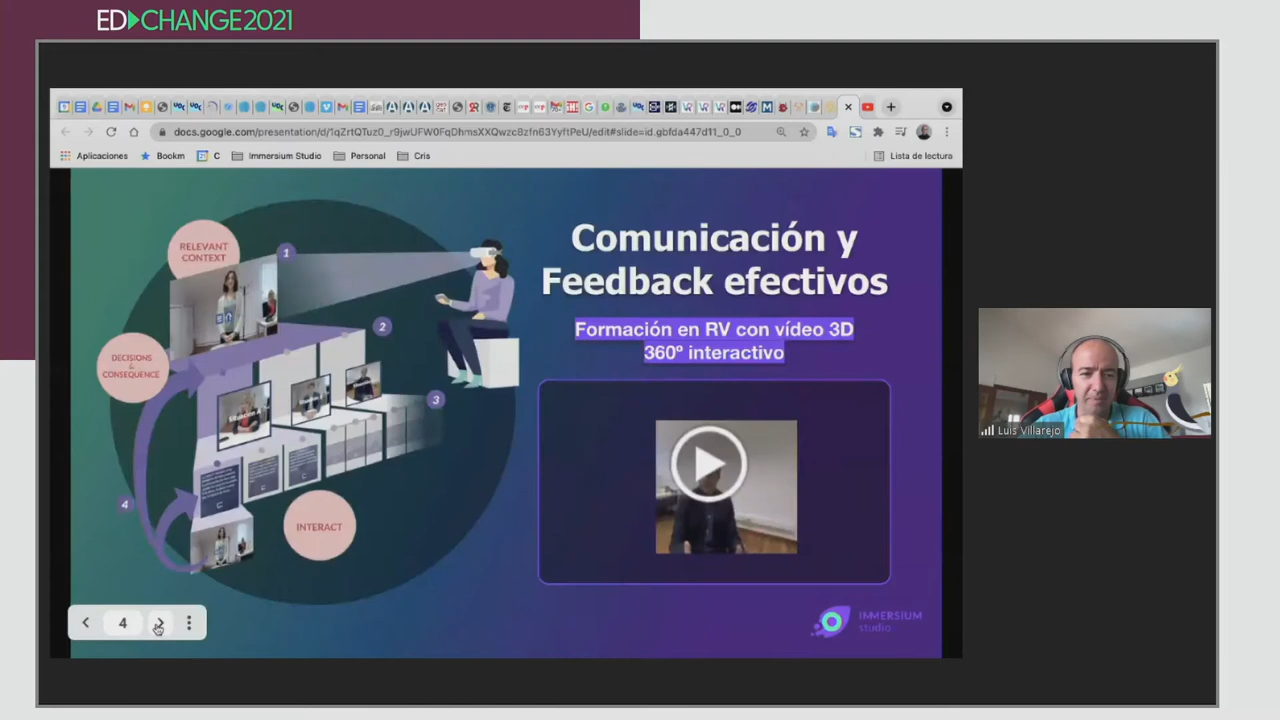 ED CHANGE2021
docs.google.com/presentation/d/1qZrtQTuz0_r9jwUFW0FqDhmsXXQwzc8zfn63YyftPeU/edit#slide=id.gbfda447d11_0_0
Aplicaciones
Bookm
C
Immersium Studio
Personal
Cris
Lista de lectura
RELEVANT
CONTEXT
1
2
DECISIONS
&
CONSEQUENCE
Situación A
3
4
INTERACT
Comunicación y
Feedback efectivos
Formación en RV con vídeo 3D
360º interactivo
IMMERSIUM
studio
4
Luis Villarejo